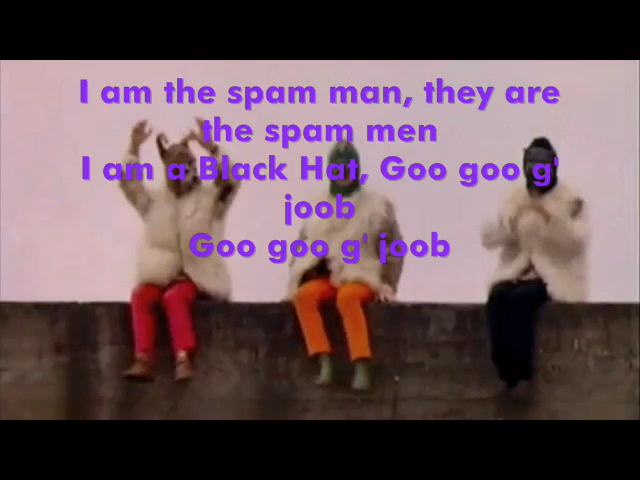 I am the spam man, they are
the spam men
I am a Black Hat, Goo goo g'
joob
Goo goo g' joob